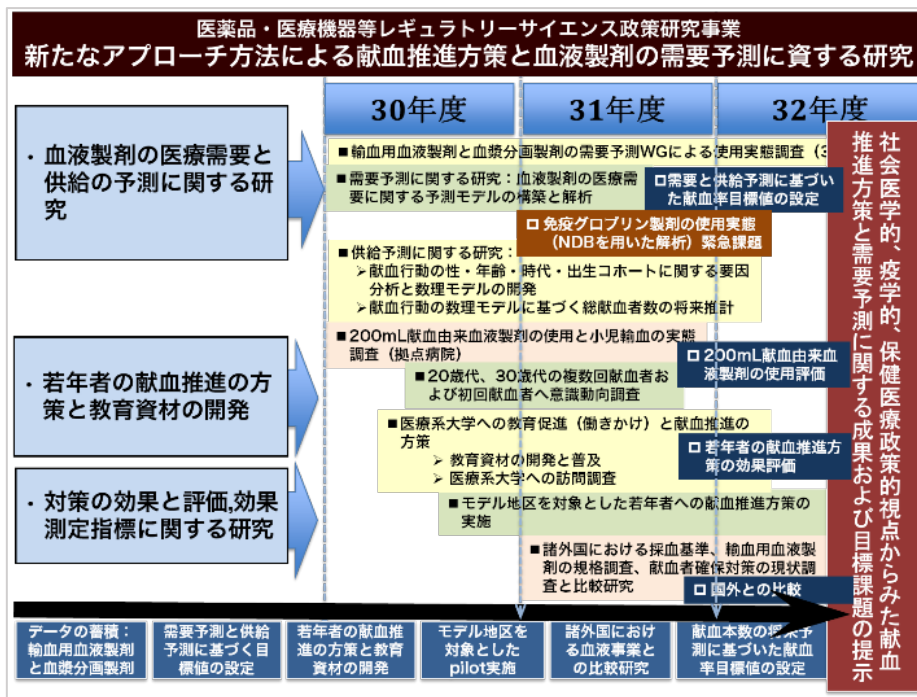 医薬品・医療機器等レギュラトリーサイエンス政策研究事業
新たなアプローチ方法による献血推進方策と血液製剤の需要予測に資する研究
30年度
31年度
32年度
・ 血液製剤の医療需要と
供給の予測に関する研
究
・ 若年者の献血推進の方
策と教育資材の開発
・ 対策の効果と評価,効果
測定指標に関する研究
■輸血用血液製剤と血漿分画製剤の需要予測WGによる使用実態調査（3
■需要予測に関する研究：血液製剤の医療需
要に関する予測モデルの構築と解析
□需要と供給予測に基づい
た献血率目標値の設定
□ 免疫グロブリン製剤の使用実態
（NDBを用いた解析）緊急課題
■供給予測に関する研究：
➢献血行動の性・年齢・時代・出生コホートに関する要因
分析と数理モデルの開発
➢献血行動の数理モデルに基づく総献血者数の将来推計
■200mL献血由来血液製剤の使用と小児輸血の実態
調査（拠点病院）
□ 200mL献血由来血
液製剤の使用評価
■20歳代、30歳代の複数回献血者お
よび初回献血者へ意識動向調査
■医療系大学への教育促進（働きかけ）と献血推進の
方策
➢ 教育資材の開発と普及
➢ 医療系大学への訪問調査
□ 若年者の献血推進方
策の効果評価
■モデル地区を対象とした若年者への献血推進方策の
実施
■諸外国における採血基準、輸血用血液製
剤の規格調査、献血者確保対策の現状調
査と比較研究
□ 国外との比較
社会医学的、疫学的、保健医療政策的視点からみた献血
推進方策と需要予測に関する成果および目標課題の提示
データの蓄積：
輸血用血液製剤
と血漿分画製剤
需要予測と供給
予測に基づく目
標値の設定
若年者の献血推
進の方策と教育
資材の開発
モデル地区を
対象とした
pilot実施
諸外国におけ
る血液事業と
の比較研究
献血本数の将来予
測に基づいた献血
率目標値の設定